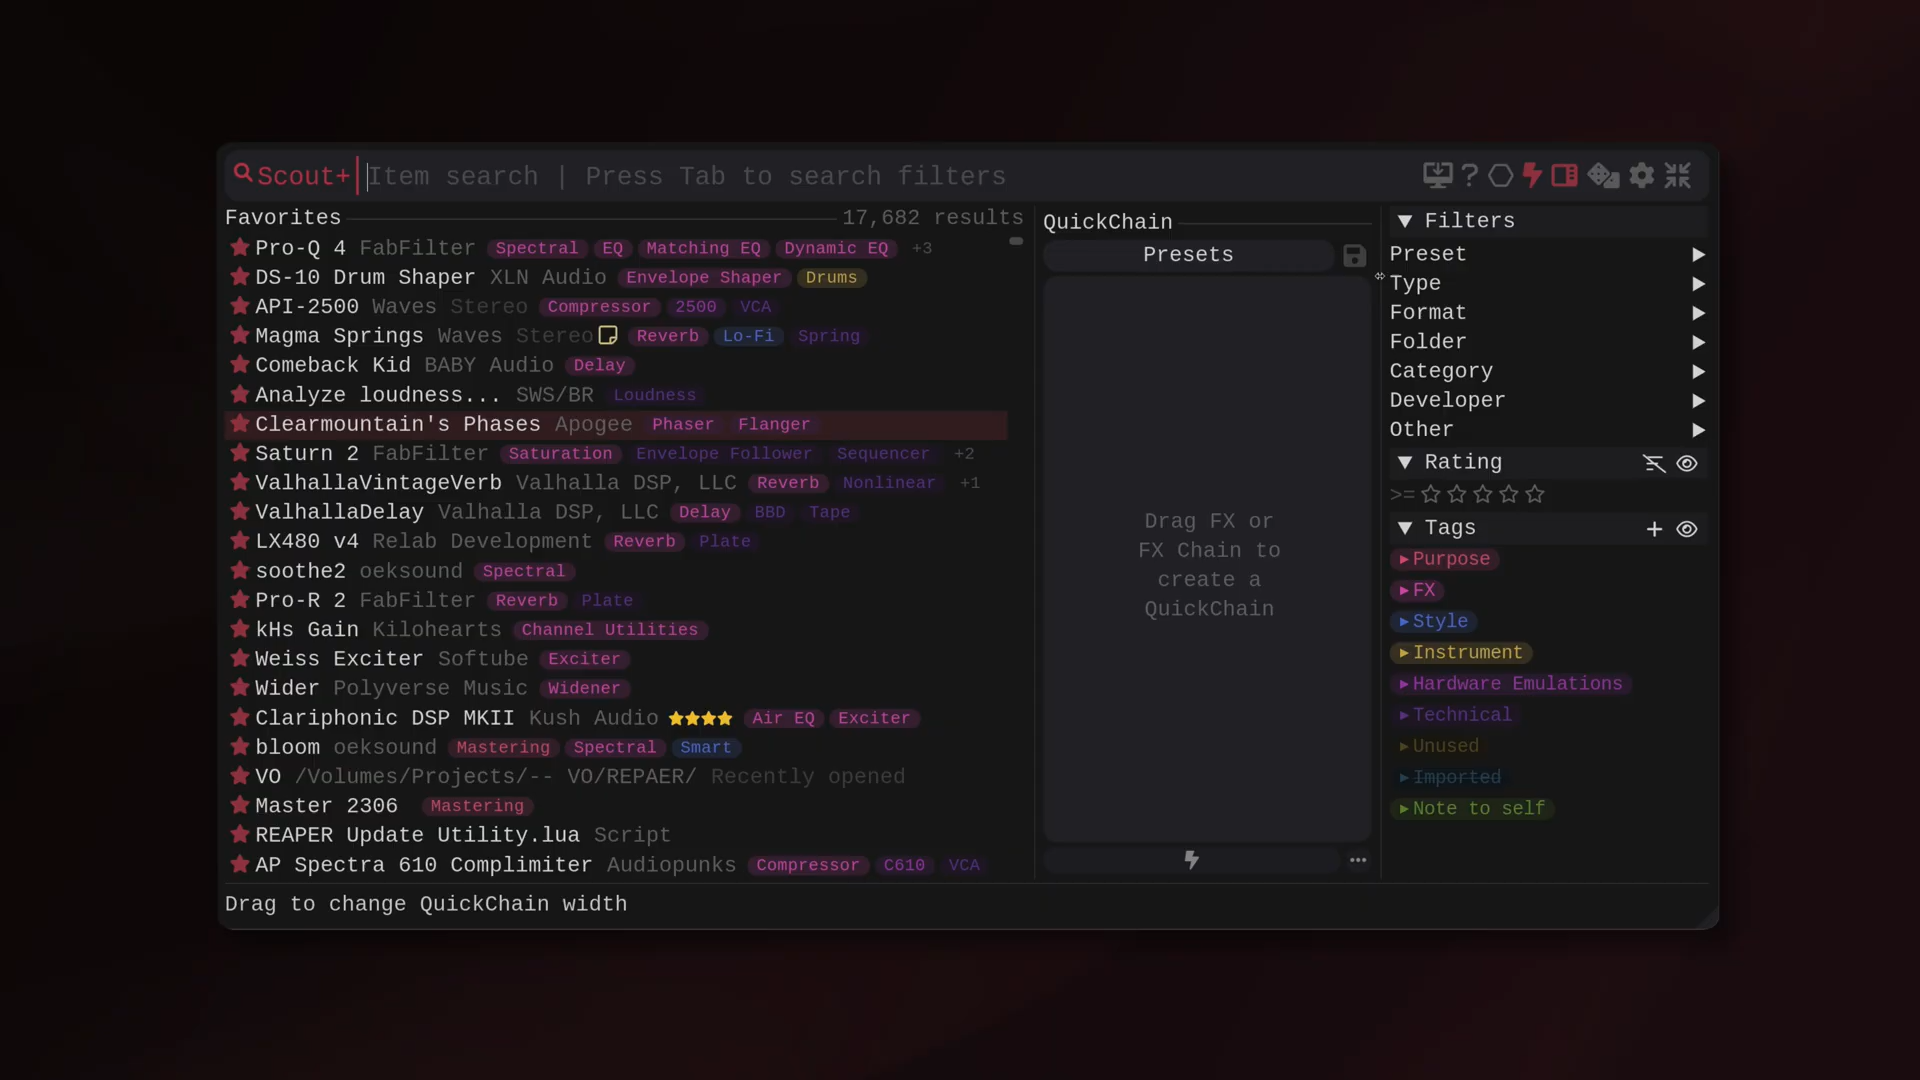 Scout+ Item search | Press Tab to search filters
Favorites 17,682 results
Pro-Q 4 FabFilter Spectral EQ Matching EQ Dynamic EQ +3
DS-10 Drum Shaper XLN Audio Envelope Shaper Drums
API-2500 Waves Stereo Compressor 2500 VCA
Magma Springs Waves Stereo Reverb Lo-Fi Spring
Comeback Kid BABY Audio Delay
Analyze loudness... SWS/BR Loudness
Clearmountain's Phases Apogee Phaser Flanger
Saturn 2 FabFilter Saturation Envelope Follower Sequencer +2
ValhallaVintageVerb Valhalla DSP, LLC Reverb Nonlinear +1
ValhallaDelay Valhalla DSP, LLC Delay BBD Tape
LX480 v4 Relab Development Reverb Plate
soothe2 oeksound Spectral
Pro-R 2 FabFilter Reverb Plate
kHs Gain Kilohearts Channel Utilities
Weiss Exciter Softube Exciter
Wider Polyverse Music Widener
Clariphonic DSP MKII Kush Audio Air EQ Exciter
bloom oeksound Mastering Spectral Smart
VO /Volumes/Projects/-- VO/REPAER/ Recently opened
Master 2306 Mastering
REAPER Update Utility.lua Script
AP Spectra 610 Complimiter Audiopunks Compressor C610 VCA
QuickChain
Presets
Drag FX or
FX Chain to
create a
QuickChain
Filters
Preset
Type
Format
Folder
Category
Developer
Other
Rating
>=
Tags
Purpose
FX
Style
Instrument
Hardware Emulations
Technical
Unused
Imported
Note to self
Drag to change QuickChain width